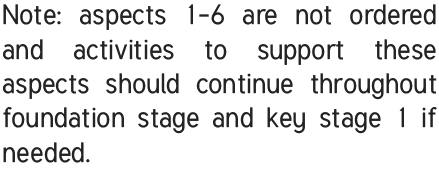 Note: aspects 1-6 are not ordered
and activities to support these
aspects should continue throughout
foundation stage and key stage 1 if
needed.